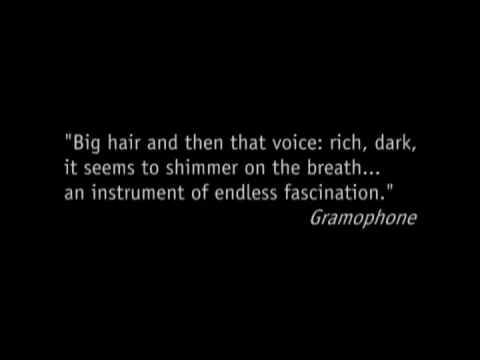 "Big hair and then that voice: rich, dark,
it seems to shimmer on the breath...
an instrument of endless fascination."
Gramophone